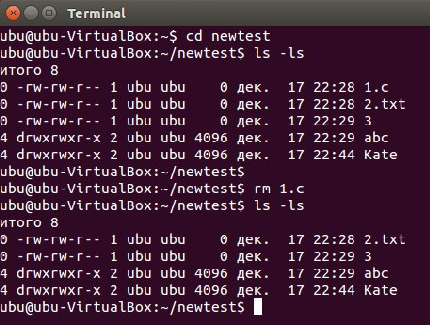 Terminal
ubu@ubu-VirtualBox:~$ cd newtest
ubu@ubu-VirtualBox:~/newtest$ ls -ls
итого 8
0 -rw-rw-r-- 1 ubu ubu    0 дек.  17 22:28 1.c
0 -rw-rw-r-- 1 ubu ubu    0 дек.  17 22:28 2.txt
0 -rw-rw-r-- 1 ubu ubu    0 дек.  17 22:29 3
4 drwxrwxr-x 2 ubu ubu 4096 дек.  17 22:29 abc
4 drwxrwxr-x 2 ubu ubu 4096 дек.  17 22:44 Kate
ubu@ubu-VirtualBox:~/newtest$
ubu@ubu-VirtualBox:~/newtest$ rm 1.c
ubu@ubu-VirtualBox:~/newtest$ ls -ls
итого 8
0 -rw-rw-r-- 1 ubu ubu    0 дек.  17 22:28 2.txt
0 -rw-rw-r-- 1 ubu ubu    0 дек.  17 22:29 3
4 drwxrwxr-x 2 ubu ubu 4096 дек.  17 22:29 abc
4 drwxrwxr-x 2 ubu ubu 4096 дек.  17 22:44 Kate
ubu@ubu-VirtualBox:~/newtest$